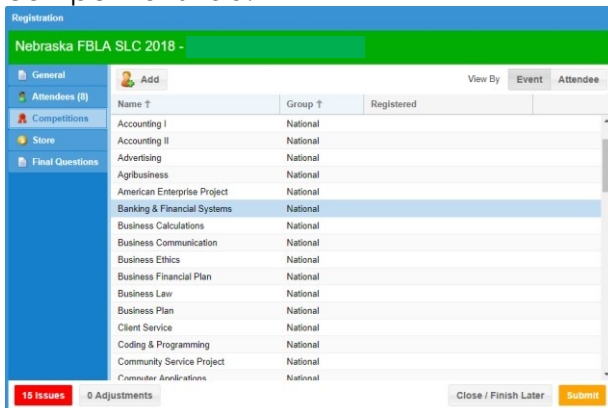 Registration
Nebraska FBLA SLC 2018 -
General
Attendees (8)
Competitions
Store
Final Questions
Add
View By Event Attendee
Name ↑ Group ↑ Registered
Accounting I National
Accounting II National
Advertising National
Agribusiness National
American Enterprise Project National
Banking & Financial Systems National
Business Calculations National
Business Communication National
Business Ethics National
Business Financial Plan National
Business Law National
Business Plan National
Client Service National
Coding & Programming National
Community Service Project National
Computer Applications National
15 Issues 0 Adjustments Close / Finish Later Submit